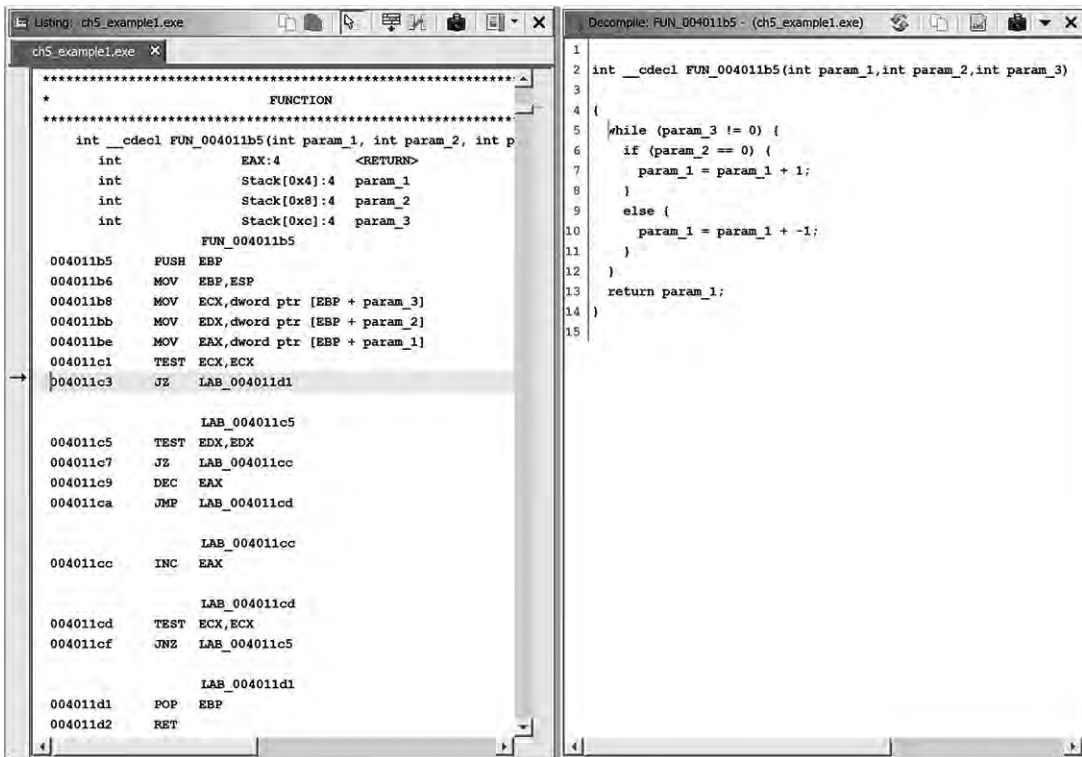 Listing: ch5_example1.exe
ch5_example1.exe
*****************************************************************
* FUNCTION
*****************************************************************
int __cdecl FUN_004011b5(int param_1, int param_2, int p
int EAX:4 <RETURN>
int Stack[0x4]:4 param_1
int Stack[0x8]:4 param_2
int Stack[0xc]:4 param_3
FUN_004011b5
004011b5 PUSH EBP
004011b6 MOV EBP,ESP
004011b8 MOV ECX,dword ptr [EBP + param_3]
004011bb MOV EDX,dword ptr [EBP + param_2]
004011be MOV EAX,dword ptr [EBP + param_1]
004011c1 TEST ECX,ECX
004011c3 JZ LAB_004011d1
LAB_004011c5
004011c5 TEST EDX,EDX
004011c7 JZ LAB_004011cc
004011c9 DEC EAX
004011ca JMP LAB_004011cd
LAB_004011cc
004011cc INC EAX
LAB_004011cd
004011cd TEST ECX,ECX
004011cf JNZ LAB_004011c5
LAB_004011d1
004011d1 POP EBP
004011d2 RET
Decompile: FUN_004011b5 - (ch5_example1.exe)
1
2 int __cdecl FUN_004011b5(int param_1,int param_2,int param_3)
3
4 {
5 while (param_3 != 0) {
6 if (param_2 == 0) {
7 param_1 = param_1 + 1;
8 }
9 else {
10 param_1 = param_1 + -1;
11 }
12 }
13 return param_1;
14 }
15